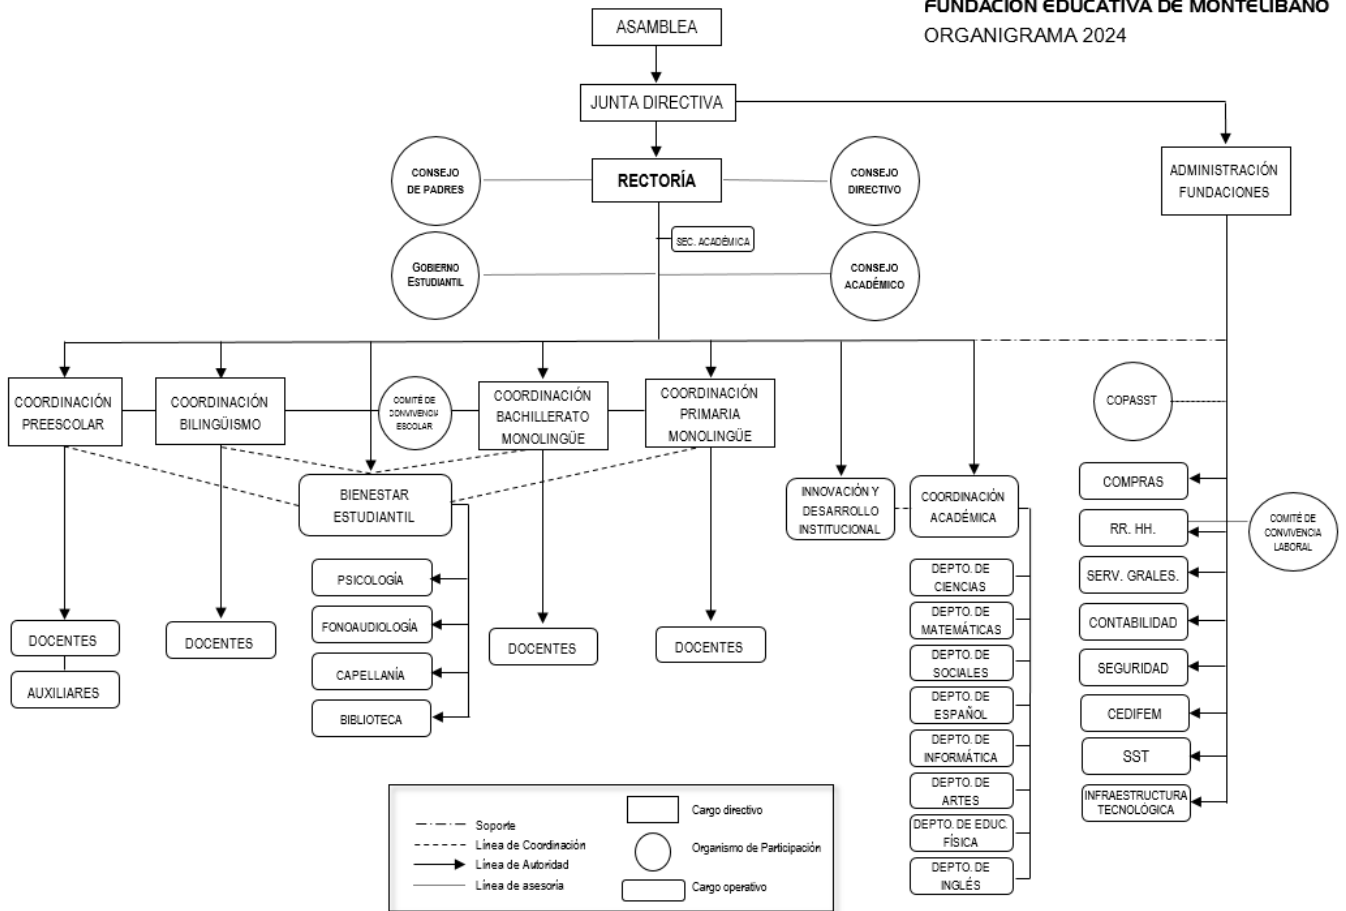 FUNDACIÓN EDUCATIVA DE MONTELÍBANO
ORGANIGRAMA 2024
ASAMBLEA
JUNTA DIRECTIVA
CONSEJO
DE PADRES
RECTORÍA
CONSEJO
DIRECTIVO
ADMINISTRACIÓN
FUNDACIONES
SEC. ACADÉMICA
GOBIERNO
ESTUDIANTIL
CONSEJO
ACADÉMICO
COORDINACIÓN
PREESCOLAR
COORDINACIÓN
BILINGÜISMO
COMITÉ DE
CONVIVENCIA
ESCOLAR
COORDINACIÓN
BACHILLERATO
MONOLINGÜE
COORDINACIÓN
PRIMARIA
MONOLINGÜE
COPASST
BIENESTAR
ESTUDIANTIL
INNOVACIÓN Y
DESARROLLO
INSTITUCIONAL
COORDINACIÓN
ACADÉMICA
PSICOLOGÍA
FONOAUDIOLOGÍA
CAPELLANÍA
BIBLIOTECA
DOCENTES
AUXILIARES
DOCENTES
DOCENTES
DOCENTES
DEPTO. DE
CIENCIAS
DEPTO. DE
MATEMÁTICAS
DEPTO. DE
SOCIALES
DEPTO. DE
ESPAÑOL
DEPTO. DE
INFORMÁTICA
DEPTO. DE
ARTES
DEPTO. DE EDUC.
FÍSICA
DEPTO. DE
INGLÉS
COMPRAS
RR. HH.
COMITÉ DE
CONVIVENCIA
LABORAL
SERV. GRALES.
CONTABILIDAD
SEGURIDAD
CEDIFEM
SST
INFRAESTRUCTURA
TECNOLÓGICA
Soporte
Línea de Coordinación
Línea de Autoridad
Línea de asesoría
Cargo directivo
Organismo de Participación
Cargo operativo